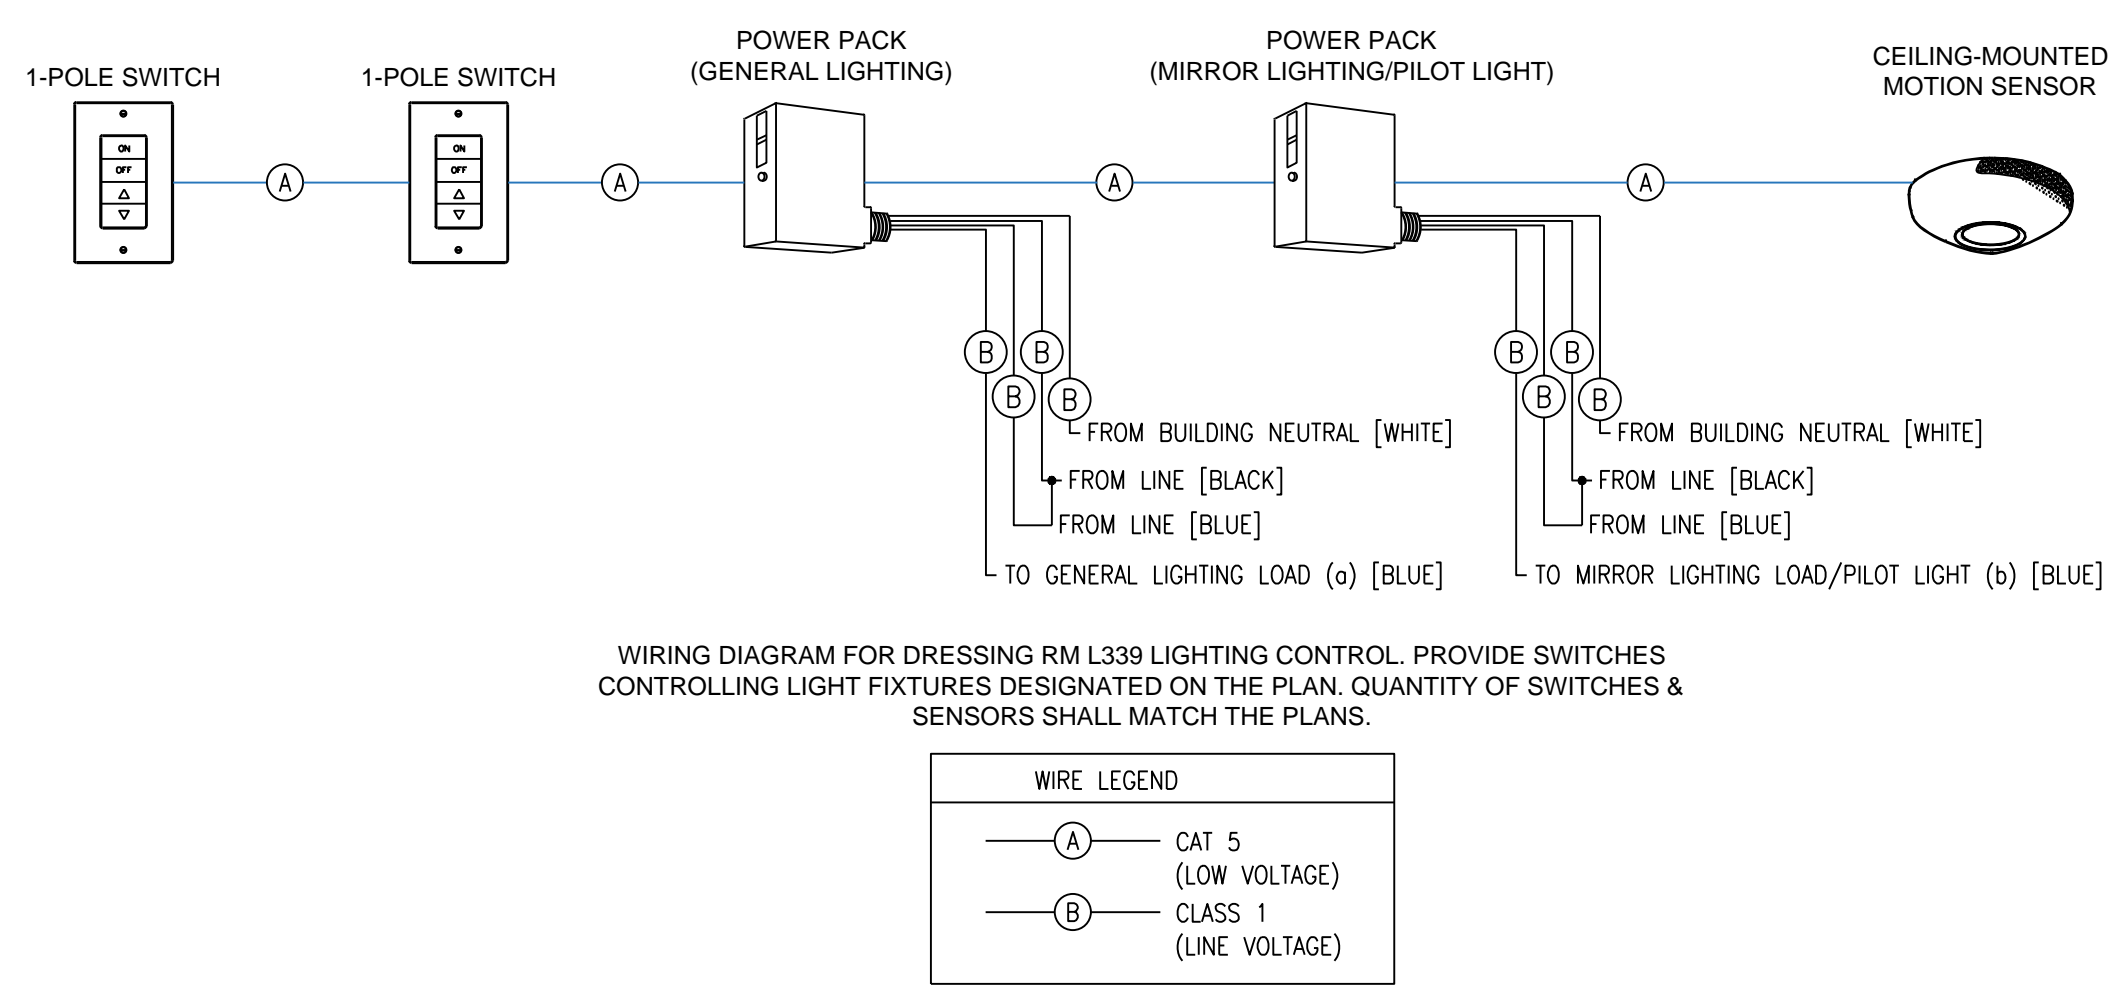 1-POLE SWITCH
1-POLE SWITCH
POWER PACK
(GENERAL LIGHTING)
POWER PACK
(MIRROR LIGHTING/PILOT LIGHT)
CEILING-MOUNTED
MOTION SENSOR
ON
OFF
ON
OFF
A
A
A
A
B
B
B
B
FROM BUILDING NEUTRAL [WHITE]
FROM LINE [BLACK]
FROM LINE [BLUE]
TO GENERAL LIGHTING LOAD (a) [BLUE]
B
B
B
B
FROM BUILDING NEUTRAL [WHITE]
FROM LINE [BLACK]
FROM LINE [BLUE]
TO MIRROR LIGHTING LOAD/PILOT LIGHT (b) [BLUE]
WIRING DIAGRAM FOR DRESSING RM L339 LIGHTING CONTROL. PROVIDE SWITCHES
CONTROLLING LIGHT FIXTURES DESIGNATED ON THE PLAN. QUANTITY OF SWITCHES &
SENSORS SHALL MATCH THE PLANS.
WIRE LEGEND
A CAT 5
(LOW VOLTAGE)
B CLASS 1
(LINE VOLTAGE)